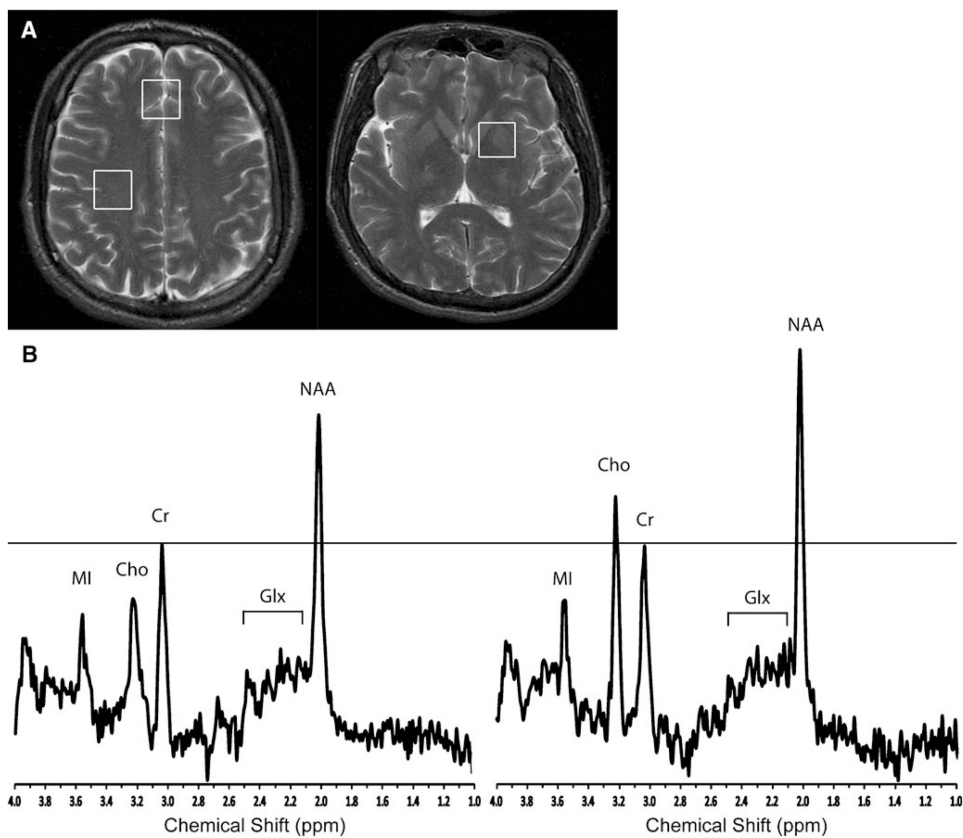 A
B
NAA
Cr
MI
Cho
Glx
4.0 3.8 3.6 3.4 3.2 3.0 2.8 2.6 2.4 2.2 2.0 1.8 1.6 1.4 1.2 1.0
Chemical Shift (ppm)
NAA
Cho
Cr
MI
Glx
4.0 3.8 3.6 3.4 3.2 3.0 2.8 2.6 2.4 2.2 2.0 1.8 1.6 1.4 1.2 1.0
Chemical Shift (ppm)